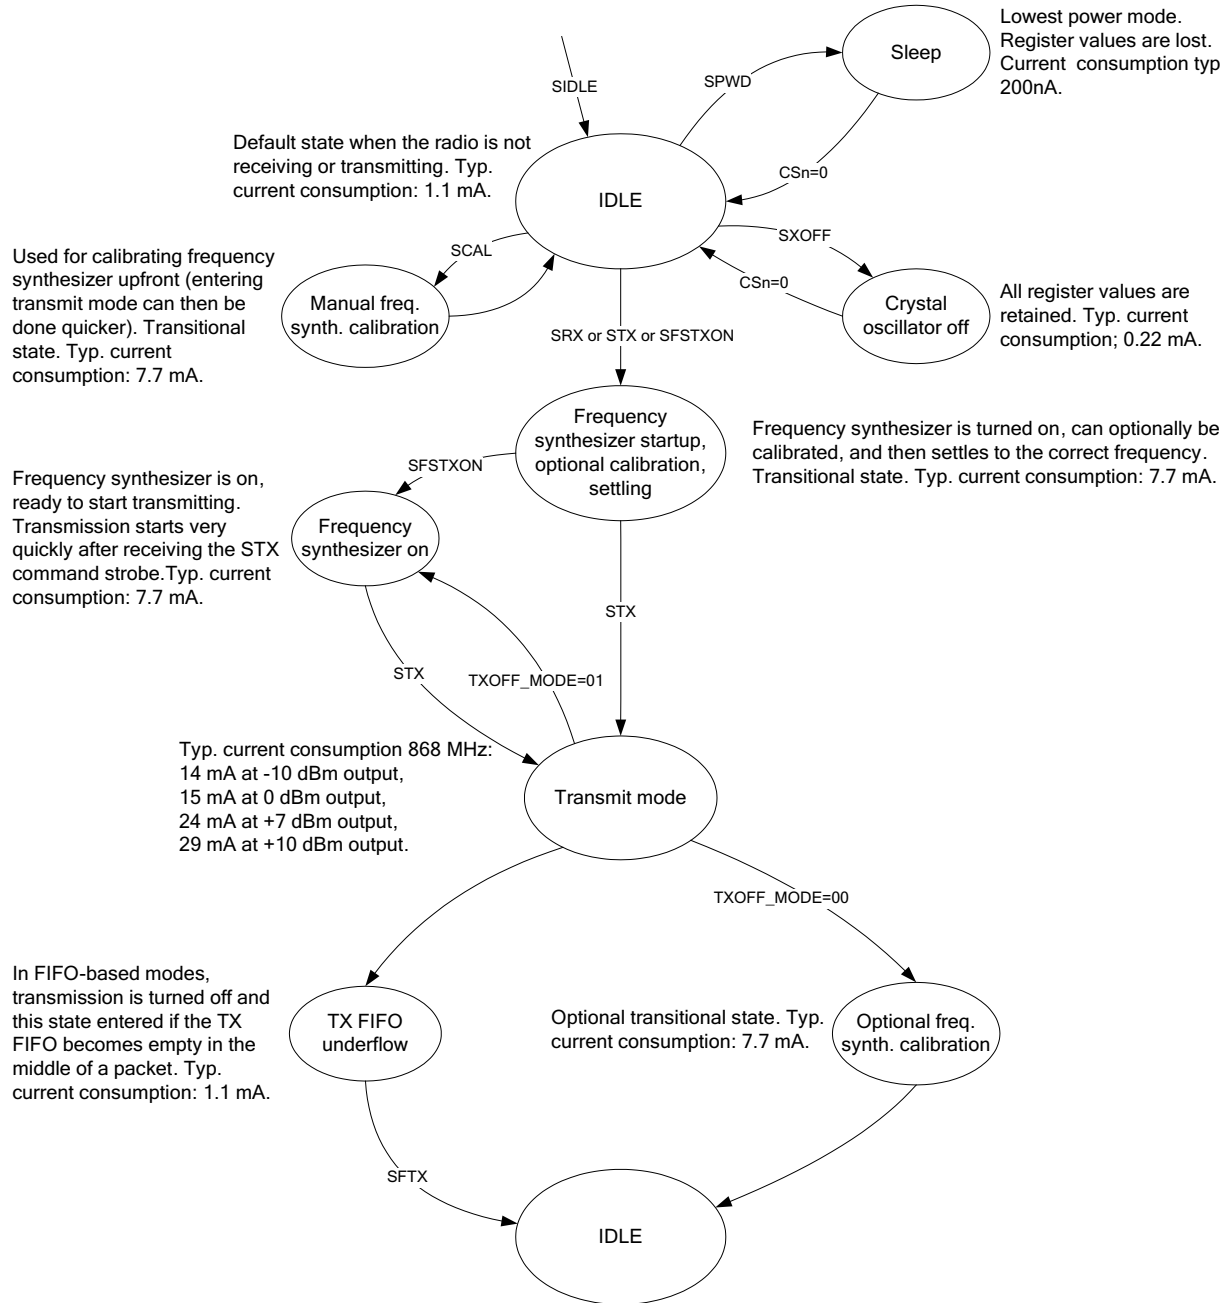 Lowest power mode.
Register values are lost.
Current consumption typ
200nA.
Sleep
SIDLE
SPWD
Default state when the radio is not
receiving or transmitting. Typ.
current consumption: 1.1 mA.
IDLE
CSn=0
SXOFF
Used for calibrating frequency
synthesizer upfront (entering
transmit mode can then be
done quicker). Transitional
state. Typ. current
consumption: 7.7 mA.
SCAL
Manual freq.
synth. calibration
CSn=0
Crystal
oscillator off
All register values are
retained. Typ. current
consumption; 0.22 mA.
SRX or STX or SFSTXON
Frequency
synthesizer startup,
optional calibration,
settling
Frequency synthesizer is turned on, can optionally be
calibrated, and then settles to the correct frequency.
Transitional state. Typ. current consumption: 7.7 mA.
SFSTXON
Frequency synthesizer is on,
ready to start transmitting.
Transmission starts very
quickly after receiving the STX
command strobe.Typ. current
consumption: 7.7 mA.
Frequency
synthesizer on
STX
STX
TXOFF_MODE=01
Typ. current consumption 868 MHz:
14 mA at -10 dBm output,
15 mA at 0 dBm output,
24 mA at +7 dBm output,
29 mA at +10 dBm output.
Transmit mode
TXOFF_MODE=00
In FIFO-based modes,
transmission is turned off and
this state entered if the TX
FIFO becomes empty in the
middle of a packet. Typ.
current consumption: 1.1 mA.
TX FIFO
underflow
Optional transitional state. Typ.
current consumption: 7.7 mA.
Optional freq.
synth. calibration
SFTX
IDLE